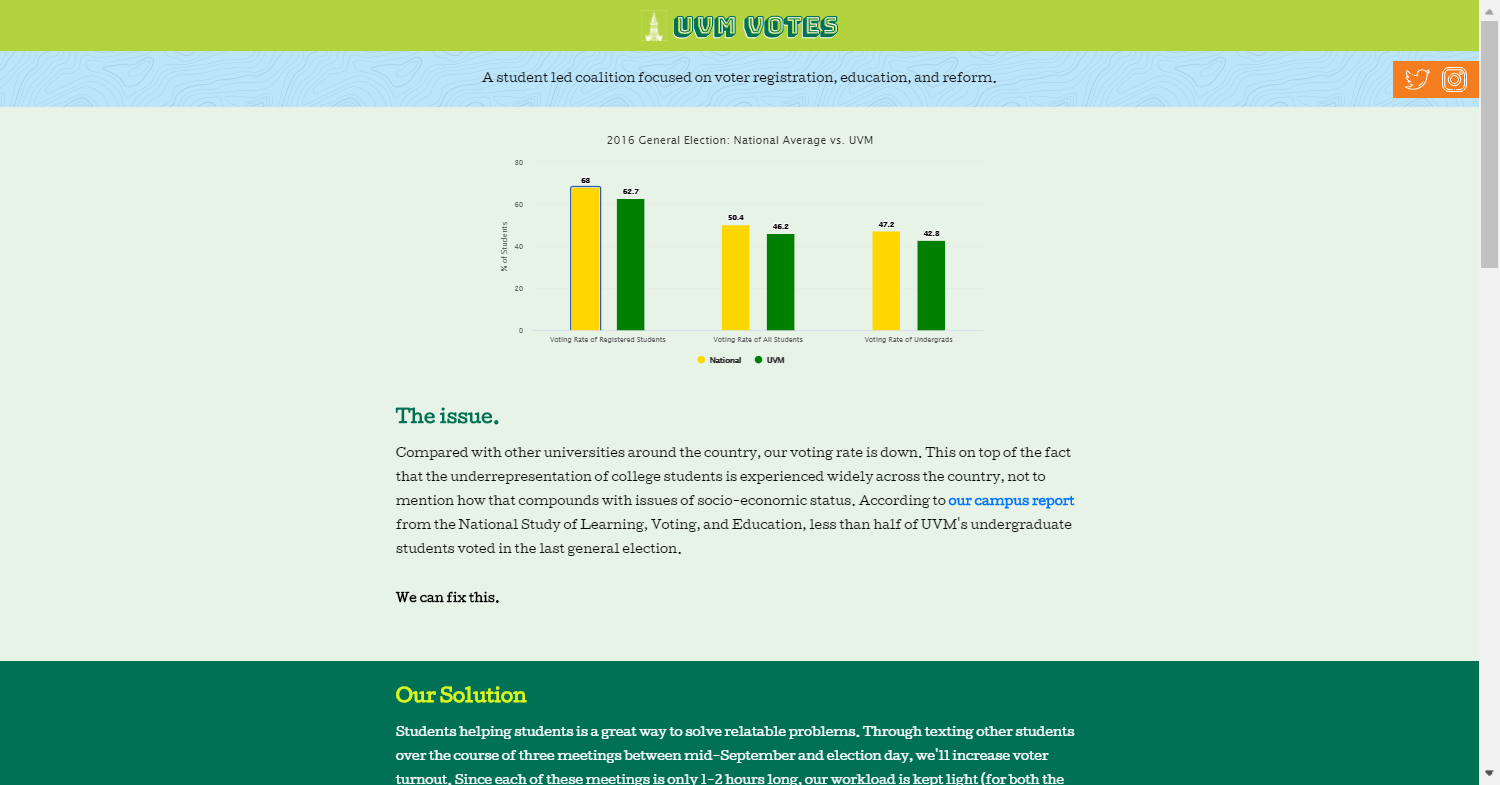 UVM VOTES
A student led coalition focused on voter registration, education, and reform.
2016 General Election: National Average vs. UVM
% of Students
80
60
40
20
0
68
62.7
50.4
46.2
47.2
42.8
Voting Rate of Registered Students
Voting Rate of All Students
Voting Rate of Undergrads
National
UVM
The issue.
Compared with other universities around the country, our voting rate is down. This on top of the fact
that the underrepresentation of college students is experienced widely across the country, not to
mention how that compounds with issues of socio-economic status. According to our campus report
from the National Study of Learning, Voting, and Education, less than half of UVM's undergraduate
students voted in the last general election.
We can fix this.
Our Solution
Students helping students is a great way to solve relatable problems. Through texting other students
over the course of three meetings between mid-September and election day, we'll increase voter
turnout. Since each of these meetings is only 1-2 hours long, our workload is kept light (for both the